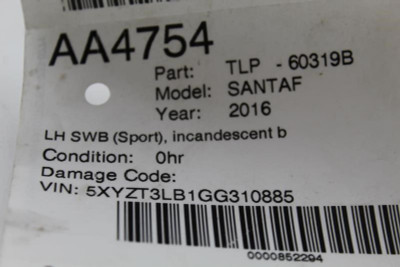 AA4754
Part: TLP - 60319B
Model: SANTAF
Year: 2016
LH SWB (Sport), incandescent b
Condition: 0hr
Damage Code:
VIN: 5XYZT3LB1GG310885
0000852294